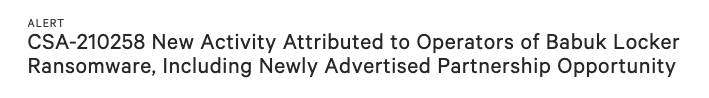 ALERT
CSA-210258 New Activity Attributed to Operators of Babuk Locker
Ransomware, Including Newly Advertised Partnership Opportunity